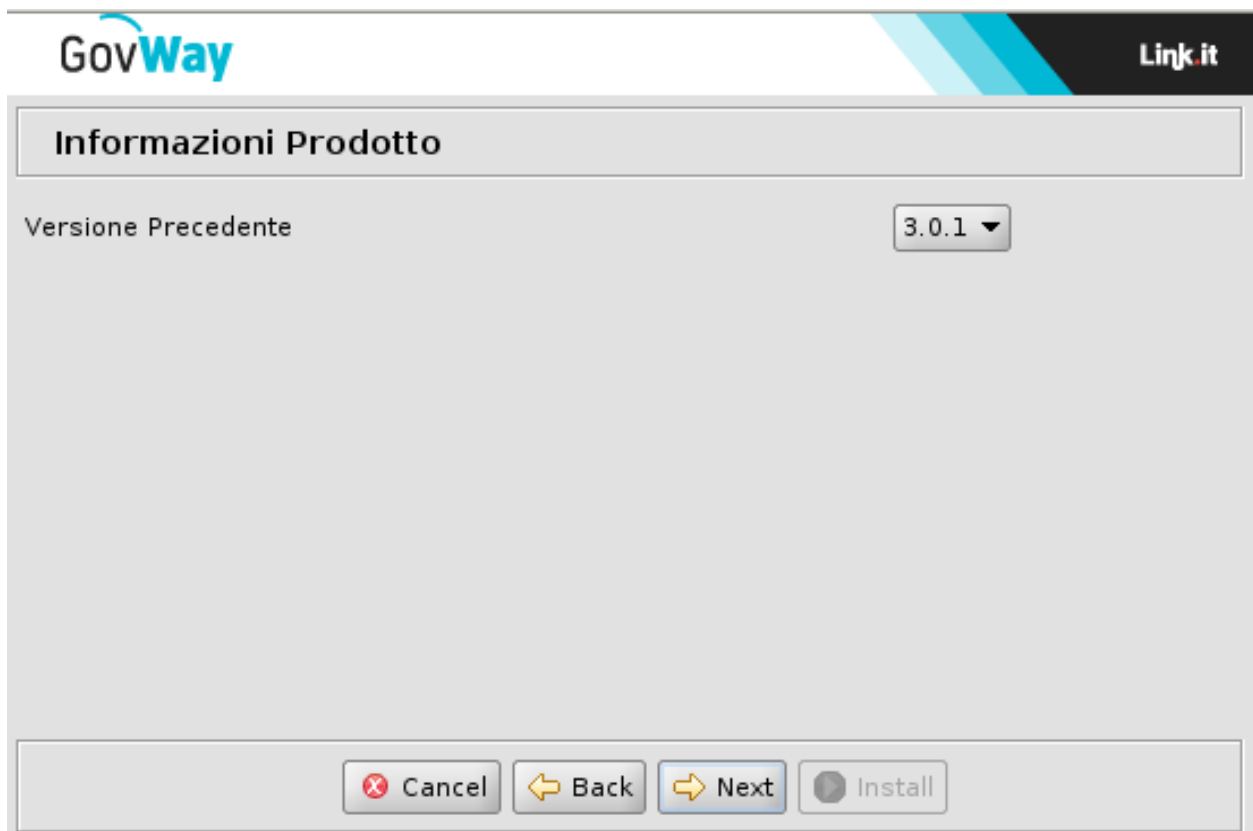 GovWay
Link.it
Informazioni Prodotto
Versione Precedente
3.0.1
Cancel
Back
Next
Install